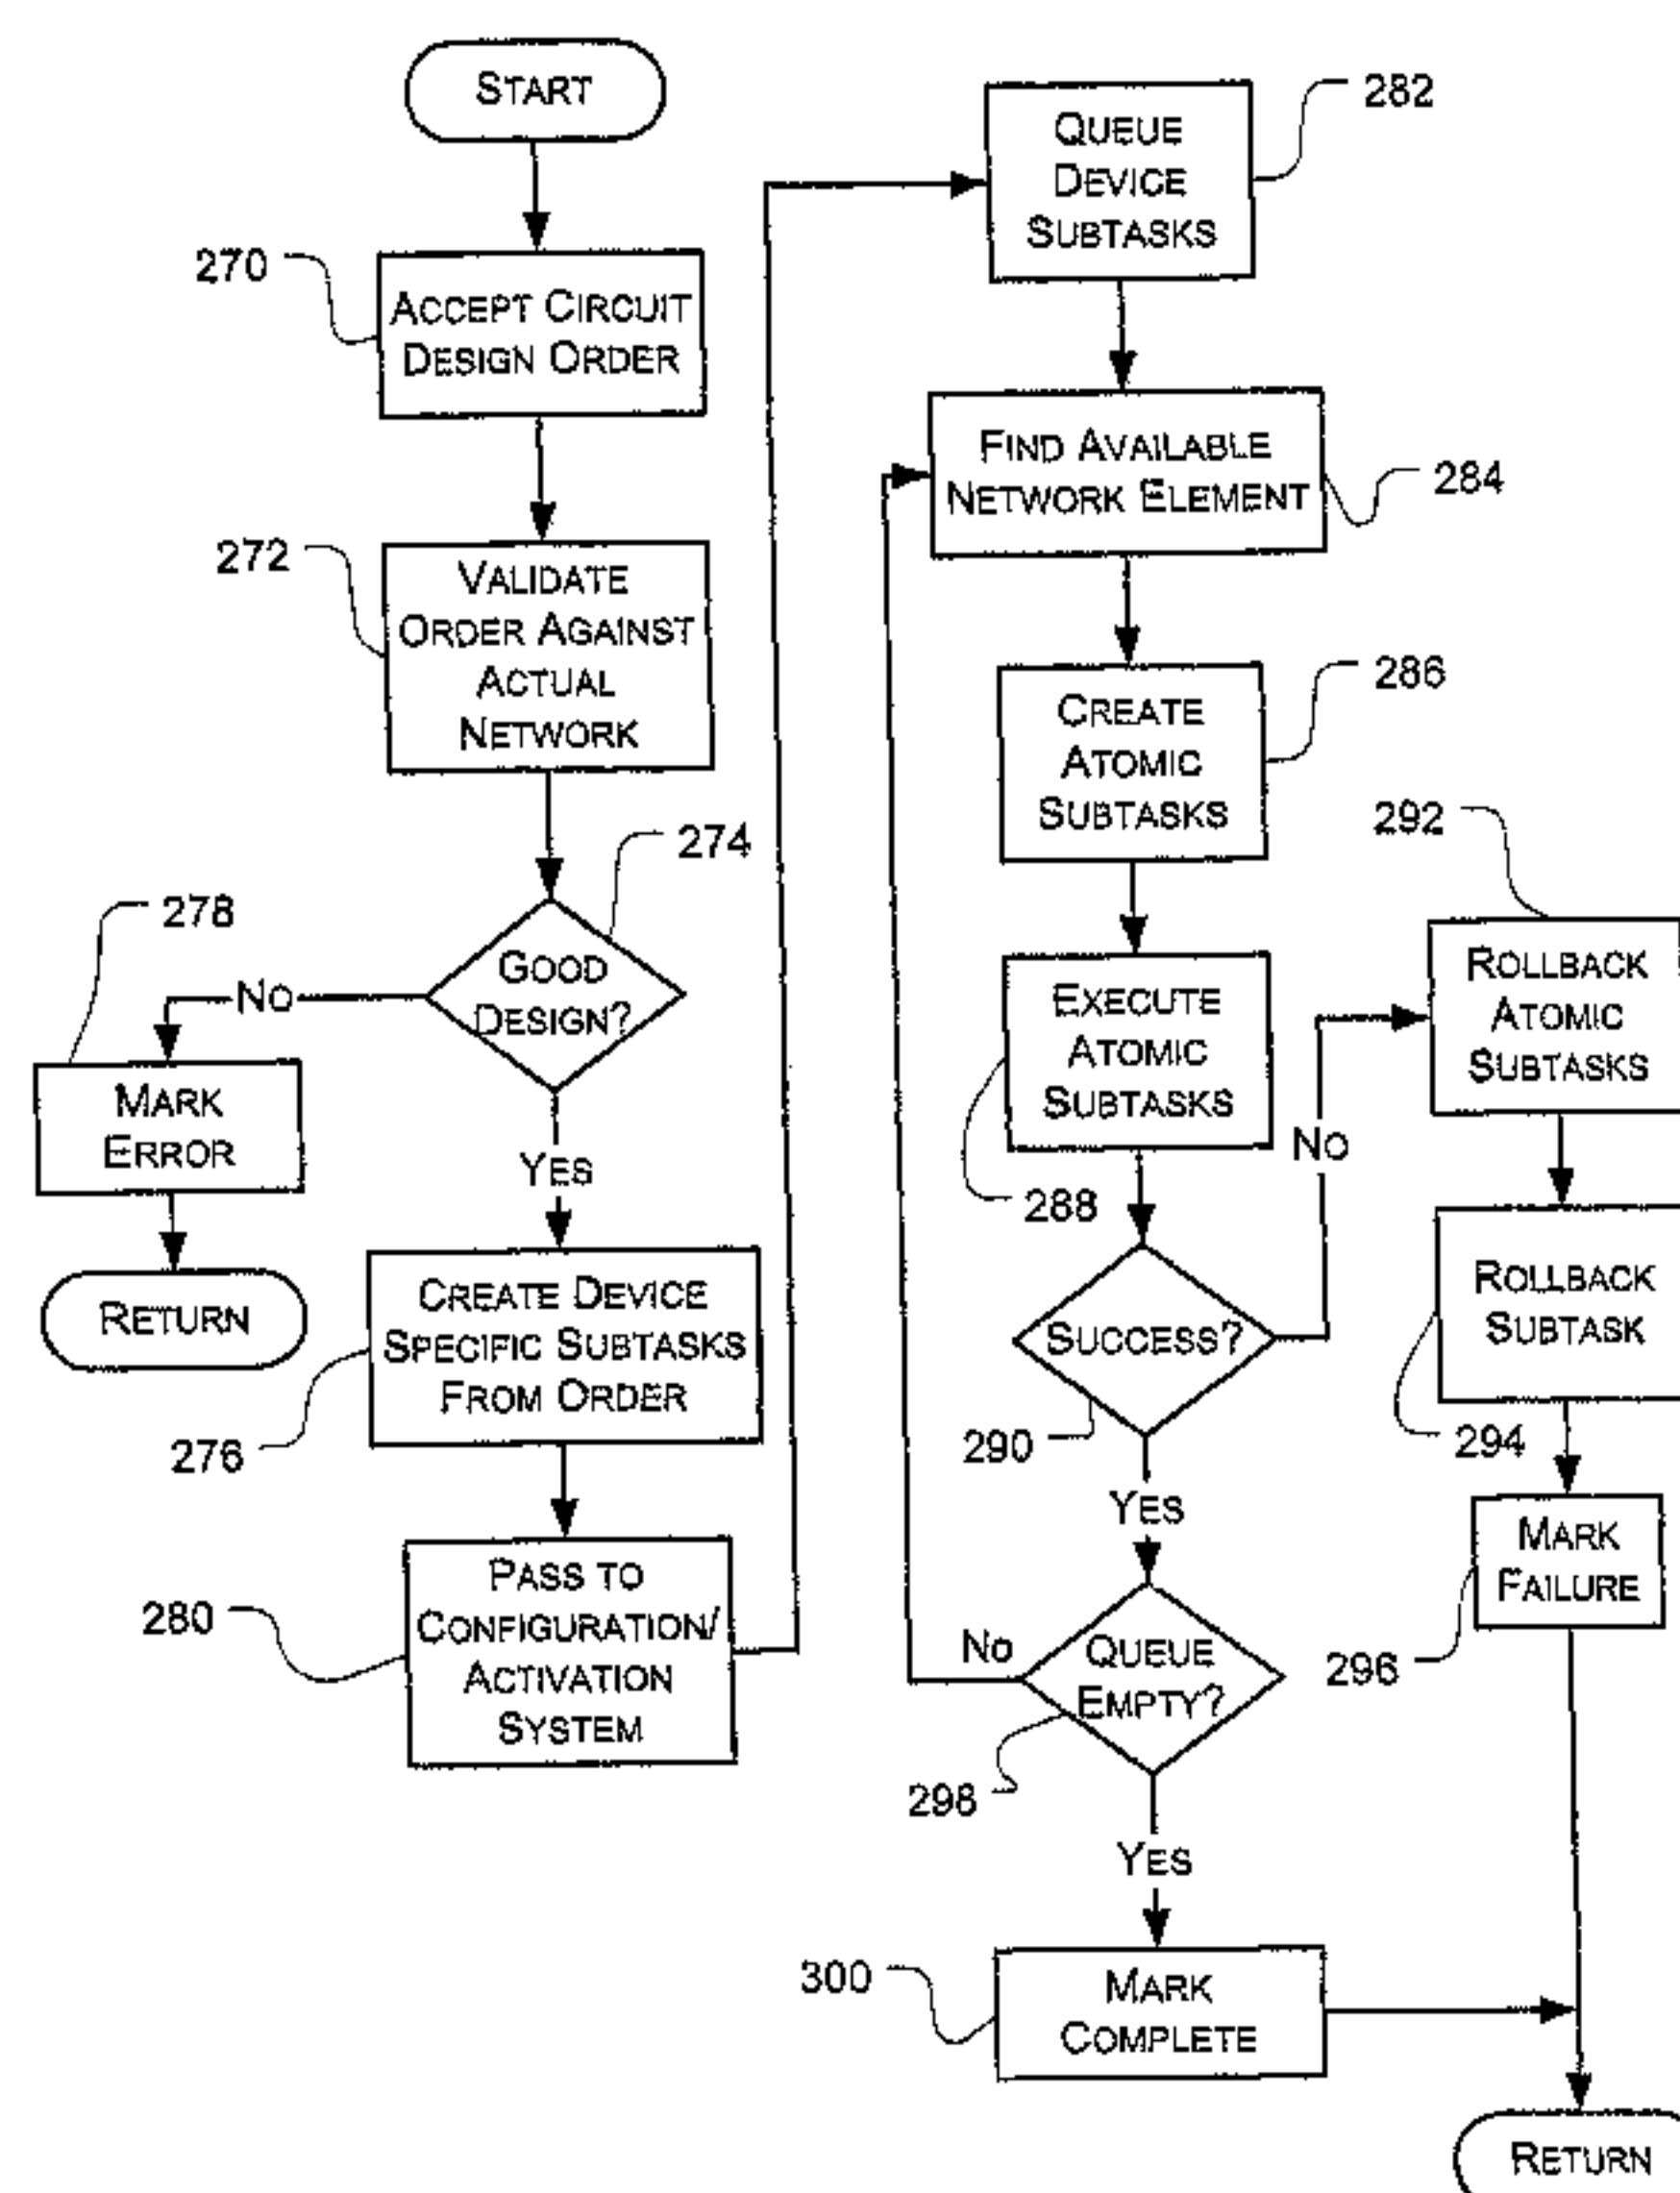 START
270
ACCEPT CIRCUIT
DESIGN ORDER
272
VALIDATE
ORDER AGAINST
ACTUAL
NETWORK
274
GOOD
DESIGN?
NO
278
MARK
ERROR
RETURN
YES
CREATE DEVICE
SPECIFIC SUBTASKS
FROM ORDER
276
PASS TO
CONFIGURATION/
ACTIVATION
SYSTEM
280
282
QUEUE
DEVICE
SUBTASKS
FIND AVAILABLE
NETWORK ELEMENT
284
286
CREATE
ATOMIC
SUBTASKS
EXECUTE
ATOMIC
SUBTASKS
288
SUCCESS?
290
NO
292
ROLLBACK
ATOMIC
SUBTASKS
ROLLBACK
SUBTASK
294
MARK
FAILURE
296
YES
QUEUE
EMPTY?
No
298
YES
300
MARK
COMPLETE
RETURN